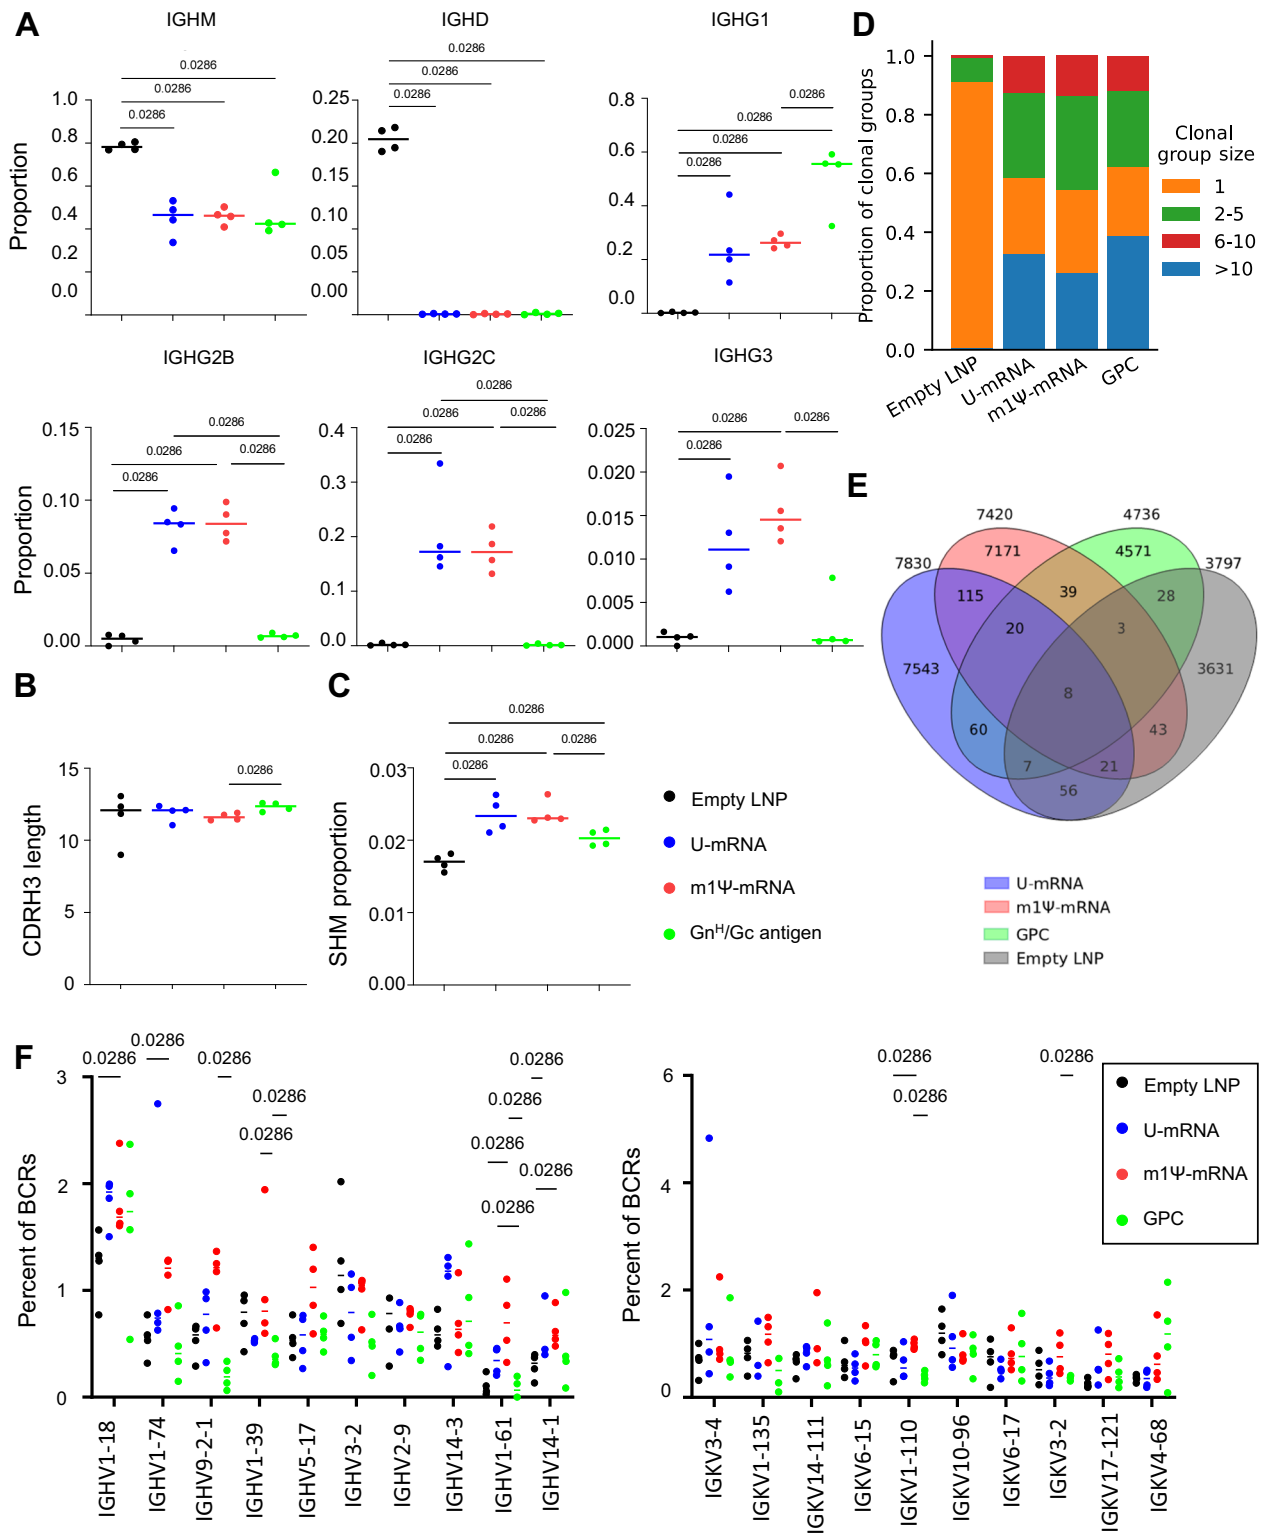 A
IGHM
IGHD
IGHG1
D
Proportion
1.0
0.8
0.6
0.4
0.2
0.0
0.0286
0.0286
0.0286
0.25
0.20
0.15
0.10
0.05
0.00
0.0286
0.0286
0.0286
0.8
0.6
0.4
0.2
0.0
0.0286
0.0286
0.0286
0.0286
Proportion of clonal groups
1.0
0.8
0.6
0.4
0.2
0.0
Empty LNP
U-mRNA
m1Ψ-mRNA
GPC
Clonal
group size
1
2-5
6-10
>10
IGHG2B
IGHG2C
IGHG3
Proportion
0.15
0.10
0.05
0.00
0.0286
0.0286
0.0286
0.0286
0.4
0.3
0.2
0.1
0.0
0.0286
0.0286
0.0286
0.0286
0.025
0.020
0.015
0.010
0.005
0.000
0.0286
0.0286
0.0286
E
7420
4736
7830
7171
4571
3797
115
39
28
20
3
7543
8
3631
60
43
7
21
56
U-mRNA
m1Ψ-mRNA
GPC
Empty LNP
B
CDRH3 length
15
10
5
0
0.0286
C
SHM proportion
0.03
0.02
0.01
0.00
0.0286
0.0286
0.0286
0.0286
Empty LNP
U-mRNA
m1Ψ-mRNA
Gnᴴ/Gc antigen
F
Percent of BCRs
3
2
1
0
0.0286
0.0286
0.0286
0.0286
0.0286
0.0286
0.0286
0.0286
0.0286
0.0286
IGHV1-18
IGHV1-74
IGHV9-2-1
IGHV1-39
IGHV5-17
IGHV3-2
IGHV2-9
IGHV14-3
IGHV1-61
IGHV14-1
Percent of BCRs
6
4
2
0
0.0286
0.0286
0.0286
IGKV3-4
IGKV1-135
IGKV14-111
IGKV6-15
IGKV1-110
IGKV10-96
IGKV6-17
IGKV3-2
IGKV17-121
IGKV4-68
Empty LNP
U-mRNA
m1Ψ-mRNA
GPC